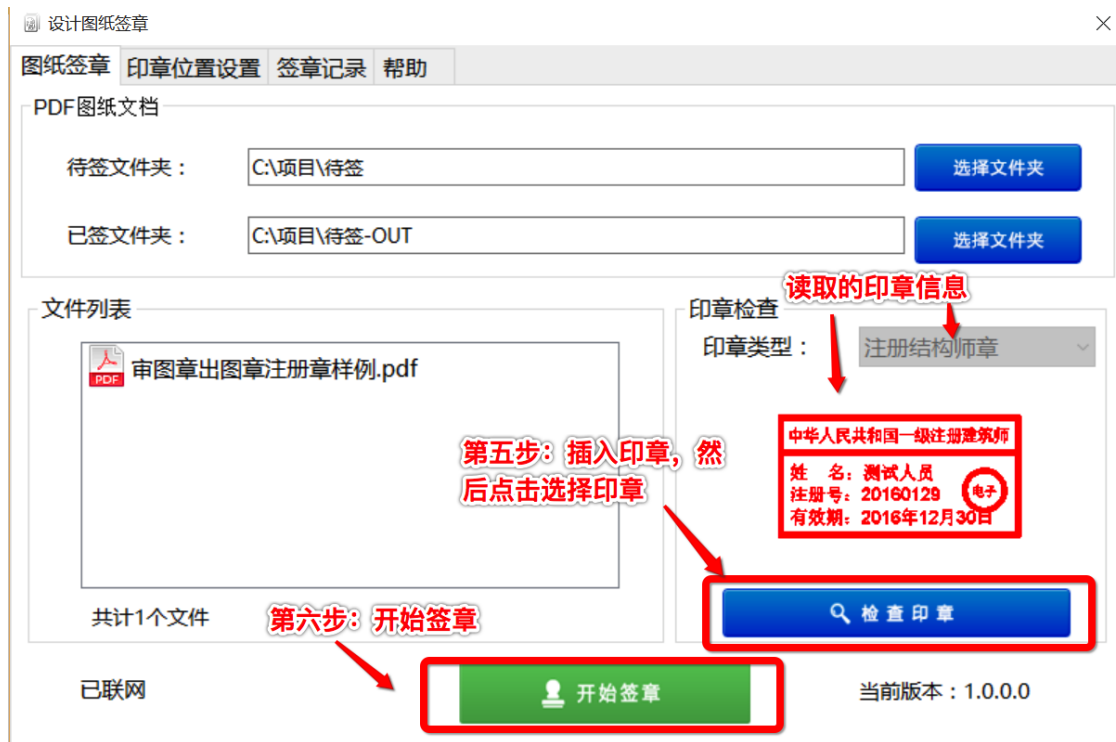 设计图纸签章
图纸签章 印章位置设置 签章记录 帮助
PDF图纸文档
待签文件夹： C:\项目\待签 选择文件夹
已签文件夹： C:\项目\待签-OUT 选择文件夹
读取的印章信息
文件列表
印章检查
印章类型： 注册结构师章
PDF 审图章出图章注册章样例.pdf
中华人民共和国一级注册建筑师
姓 名：测试人员
注册号：20160129
有效期：2016年12月30日
电子
第五步：插入印章，然
后点击选择印章
检查印章
共计1个文件
第六步：开始签章
已联网
开始签章
当前版本：1.0.0.0